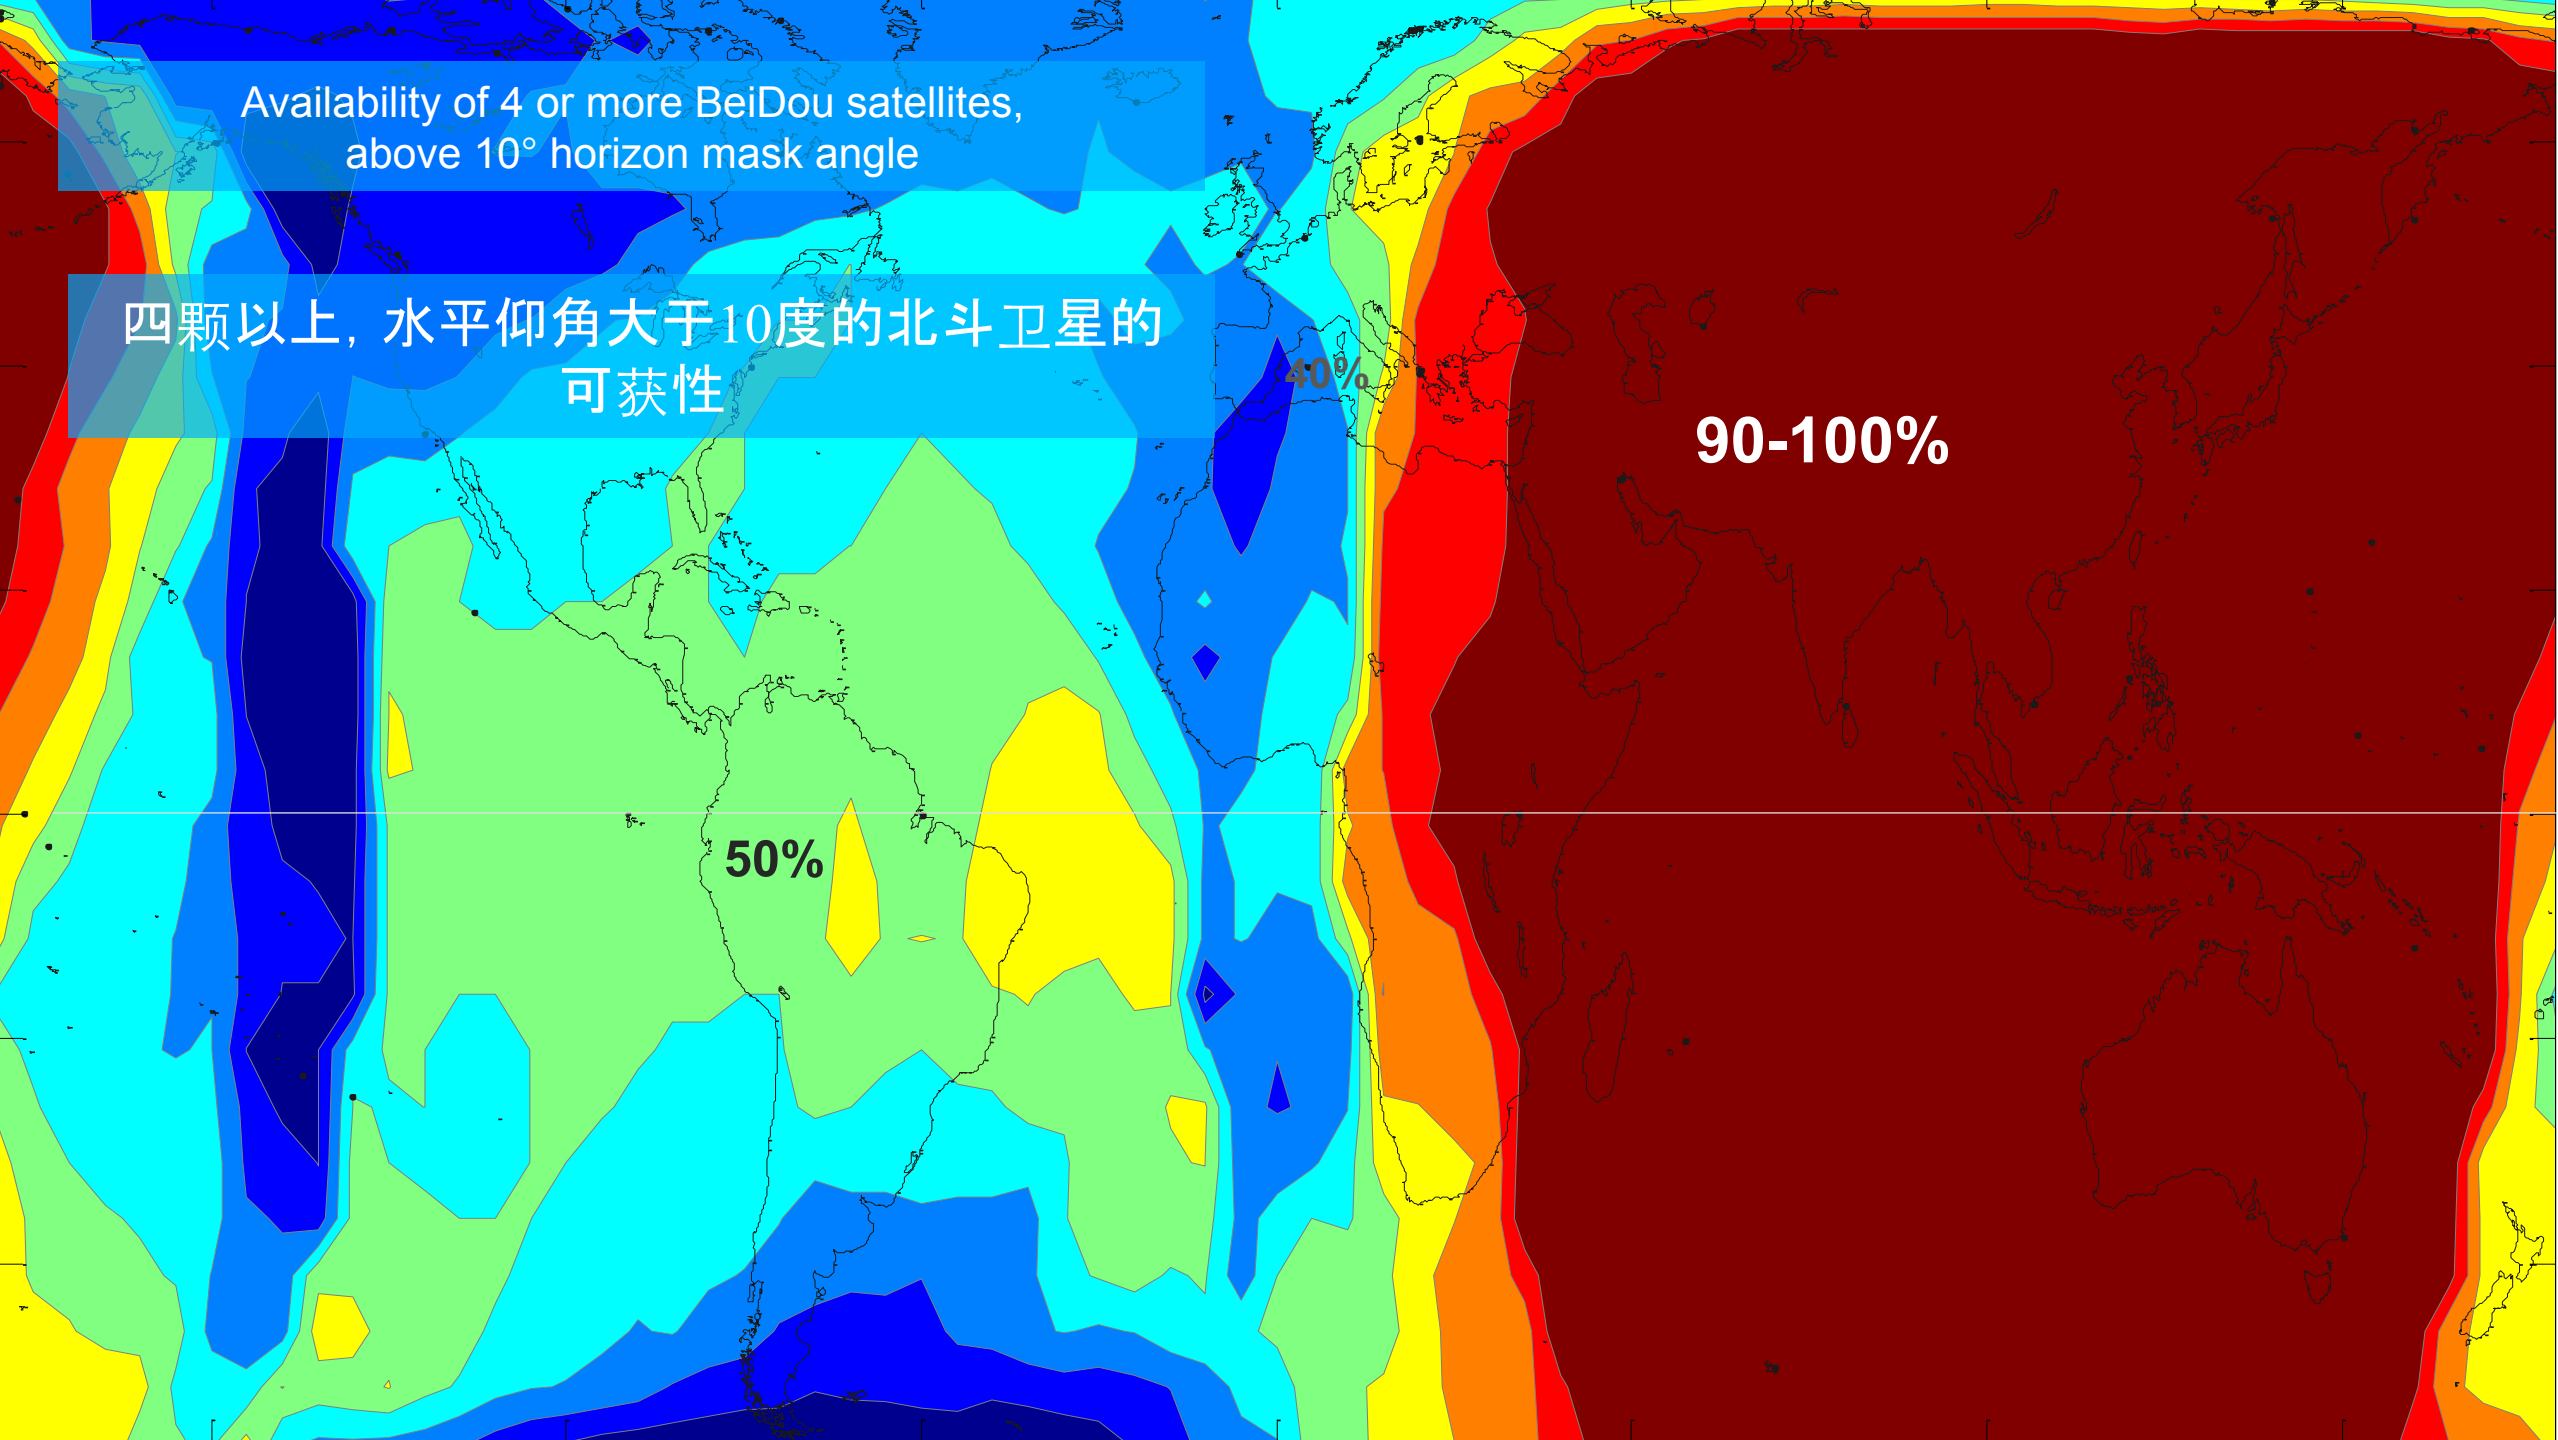 Availability of 4 or more BeiDou satellites,
above 10° horizon mask angle
四颗以上, 水平仰角大于10度的北斗卫星的
可获性
40%
90-100%
50%